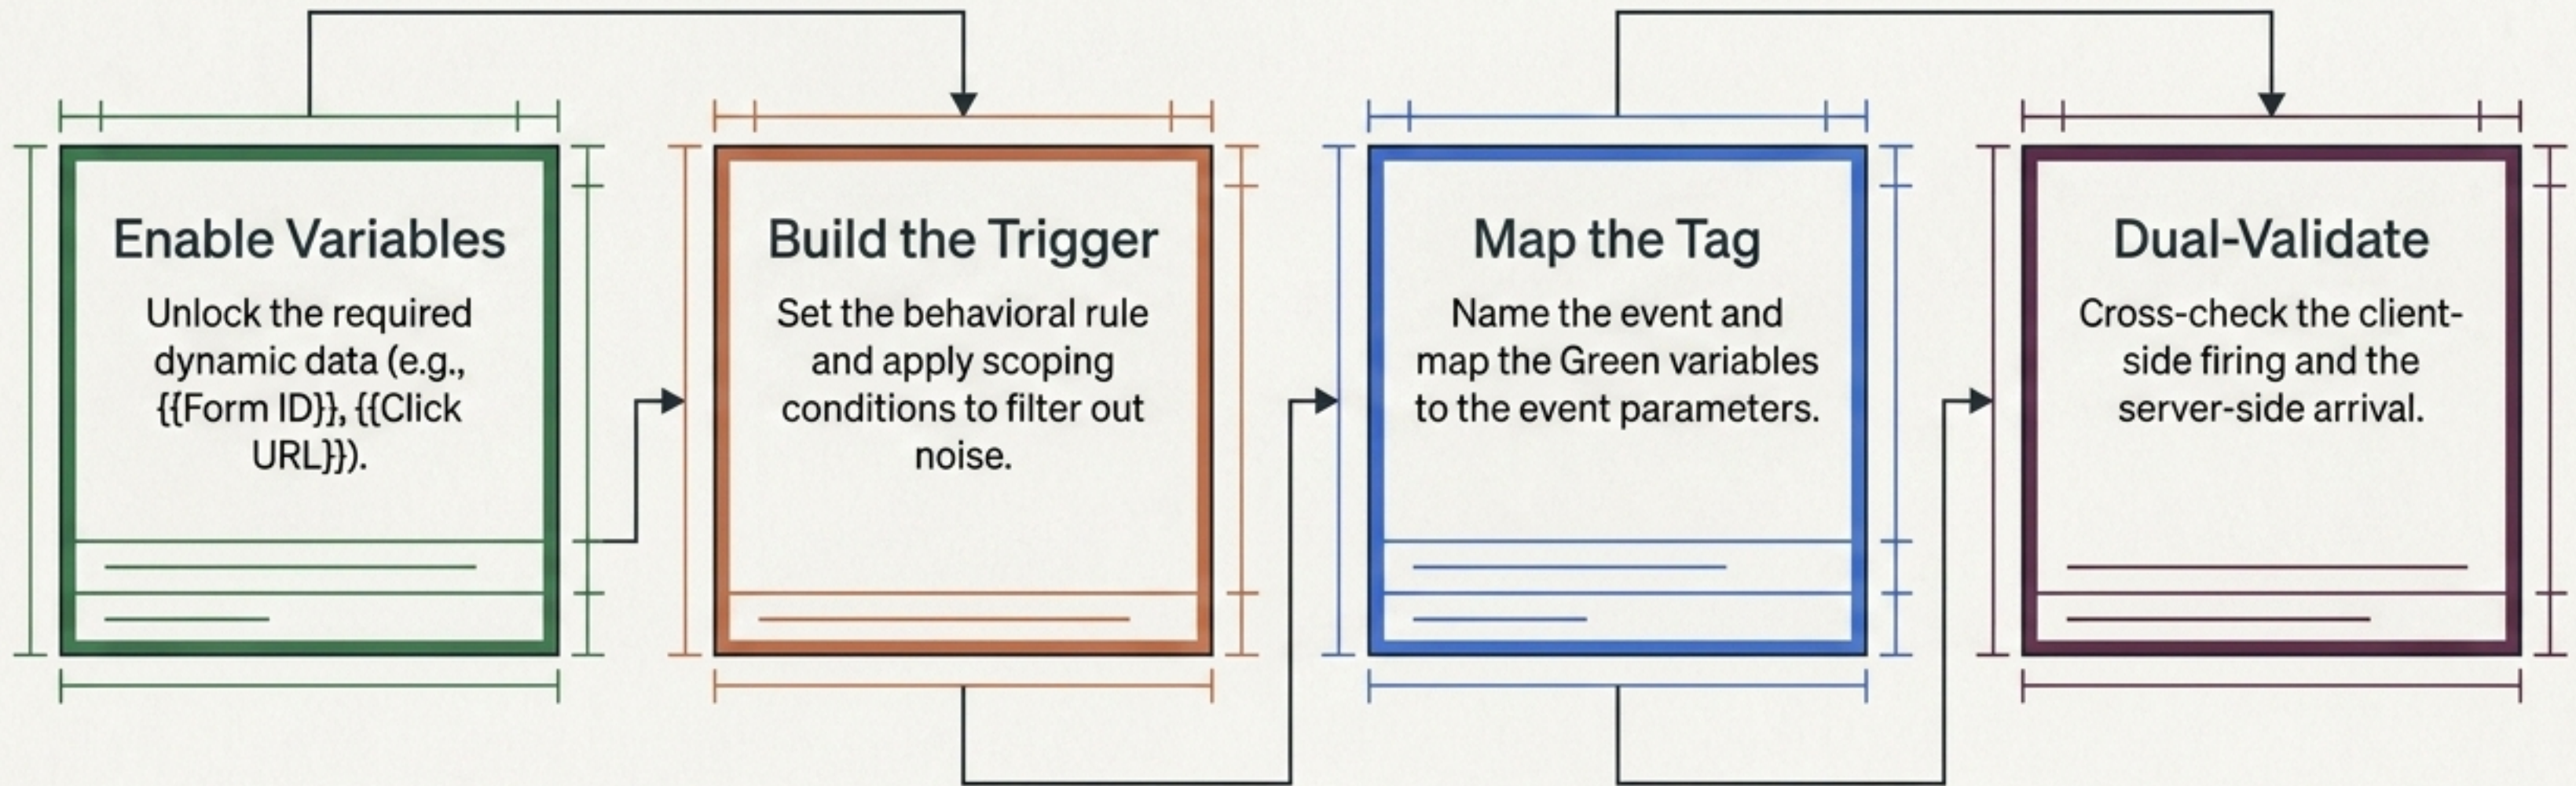 Enable Variables
Unlock the required
dynamic data (e.g.,
{{Form ID}}, {{Click
URL}}).
Build the Trigger
Set the behavioral rule
and apply scoping
conditions to filter out
noise.
Map the Tag
Name the event and
map the Green variables
to the event parameters.
Dual-Validate
Cross-check the client-
side firing and the
server-side arrival.